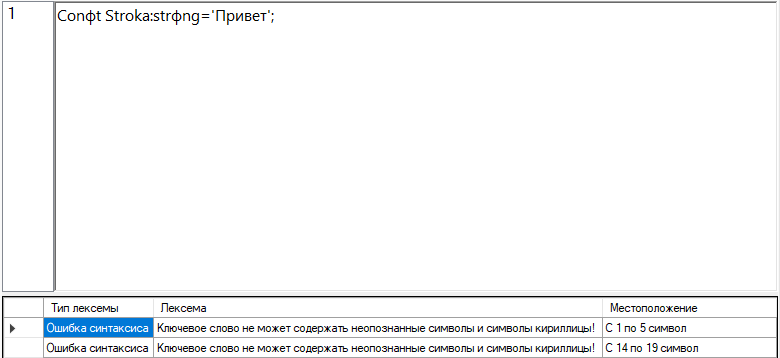 1
Conфt Stroka:strфng='Привет';
Тип лексемы Лексема Местоположение
Ошибка синтаксиса Ключевое слово не может содержать неопознанные символы и символы кириллицы! С 1 по 5 символ
Ошибка синтаксиса Ключевое слово не может содержать неопознанные символы и символы кириллицы! С 14 по 19 символ